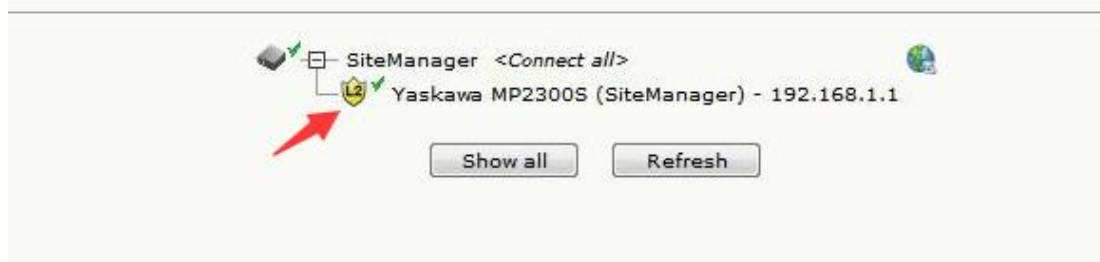 SiteManager <Connect all>
L2 Yaskawa MP2300S (SiteManager) - 192.168.1.1
Show all Refresh